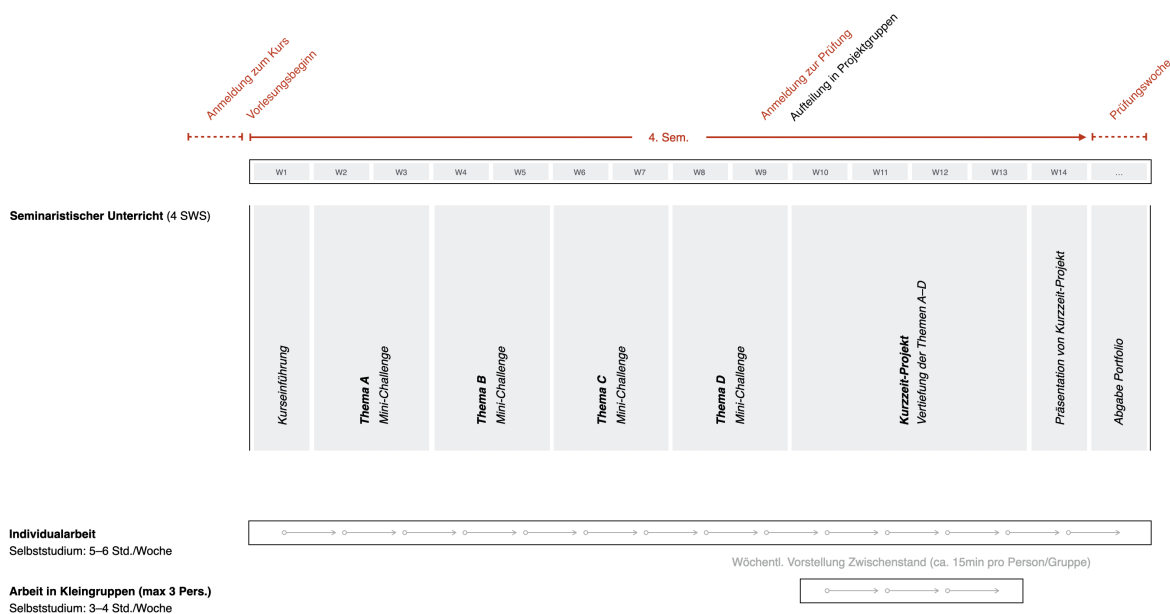 Anmeldung zum Kurs
Vorlesungsbeginn
Anmeldung zur Prüfung
Aufteilung in Projektgruppen
Prüfungswoche
4. Sem.
W1 W2 W3 W4 W5 W6 W7 W8 W9 W10 W11 W12 W13 W14 ...
Seminaristischer Unterricht (4 SWS)
Kurseinführung
Thema A
Mini-Challenge
Thema B
Mini-Challenge
Thema C
Mini-Challenge
Thema D
Mini-Challenge
Kurzzeit-Projekt
Vertiefung der Themen A–D
Präsentation von Kurzzeit-Projekt
Abgabe Portfolio
Individualarbeit
Selbststudium: 5–6 Std./Woche
Wöchentl. Vorstellung Zwischenstand (ca. 15min pro Person/Gruppe)
Arbeit in Kleingruppen (max 3 Pers.)
Selbststudium: 3–4 Std./Woche